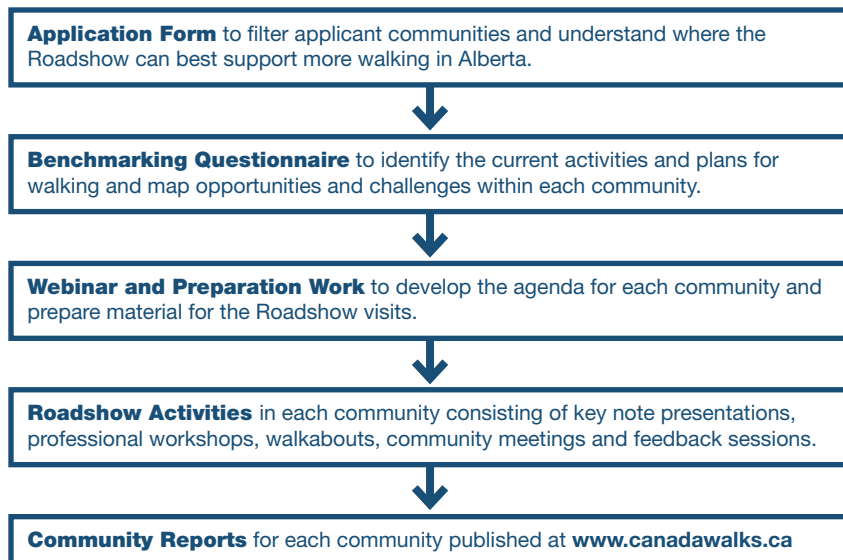 Application Form to filter applicant communities and understand where the
Roadshow can best support more walking in Alberta.
Benchmarking Questionnaire to identify the current activities and plans for
walking and map opportunities and challenges within each community.
Webinar and Preparation Work to develop the agenda for each community and
prepare material for the Roadshow visits.
Roadshow Activities in each community consisting of key note presentations,
professional workshops, walkabouts, community meetings and feedback sessions.
Community Reports for each community published at www.canadawalks.ca